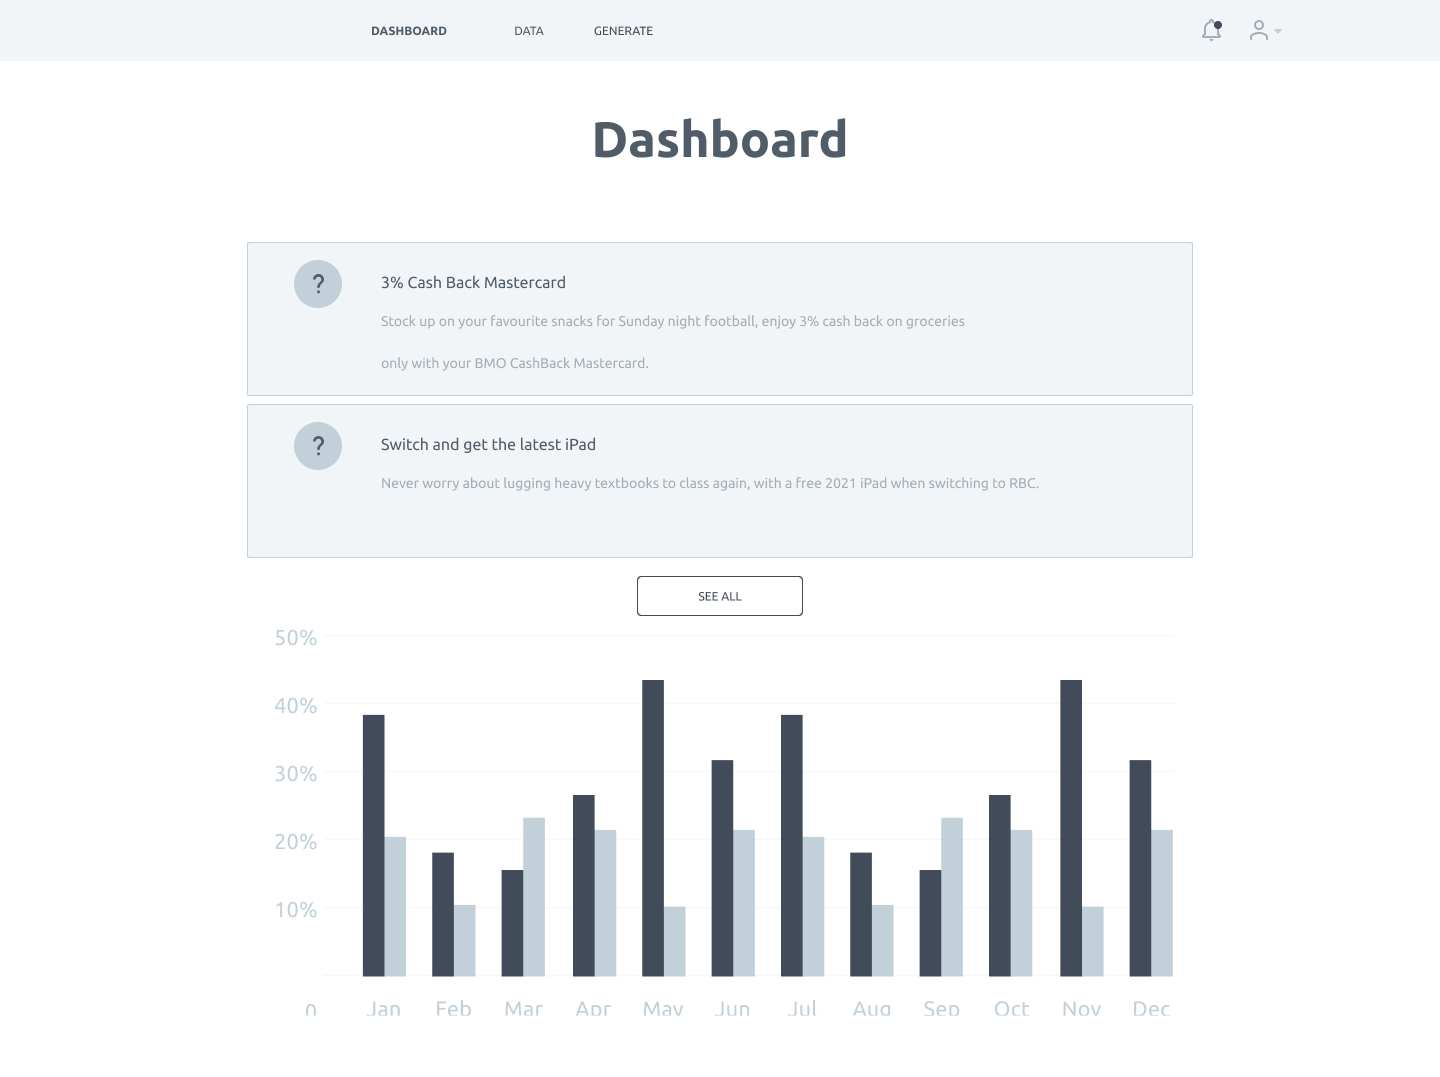 DASHBOARD DATA GENERATE
Dashboard
?
3% Cash Back Mastercard
Stock up on your favourite snacks for Sunday night football, enjoy 3% cash back on groceries
only with your BMO CashBack Mastercard.
?
Switch and get the latest iPad
Never worry about lugging heavy textbooks to class again, with a free 2021 iPad when switching to RBC.
SEE ALL
50%
40%
30%
20%
10%
n Jan Feb Mar Apr May Jun Jul Aug Sep Oct Nov Dec